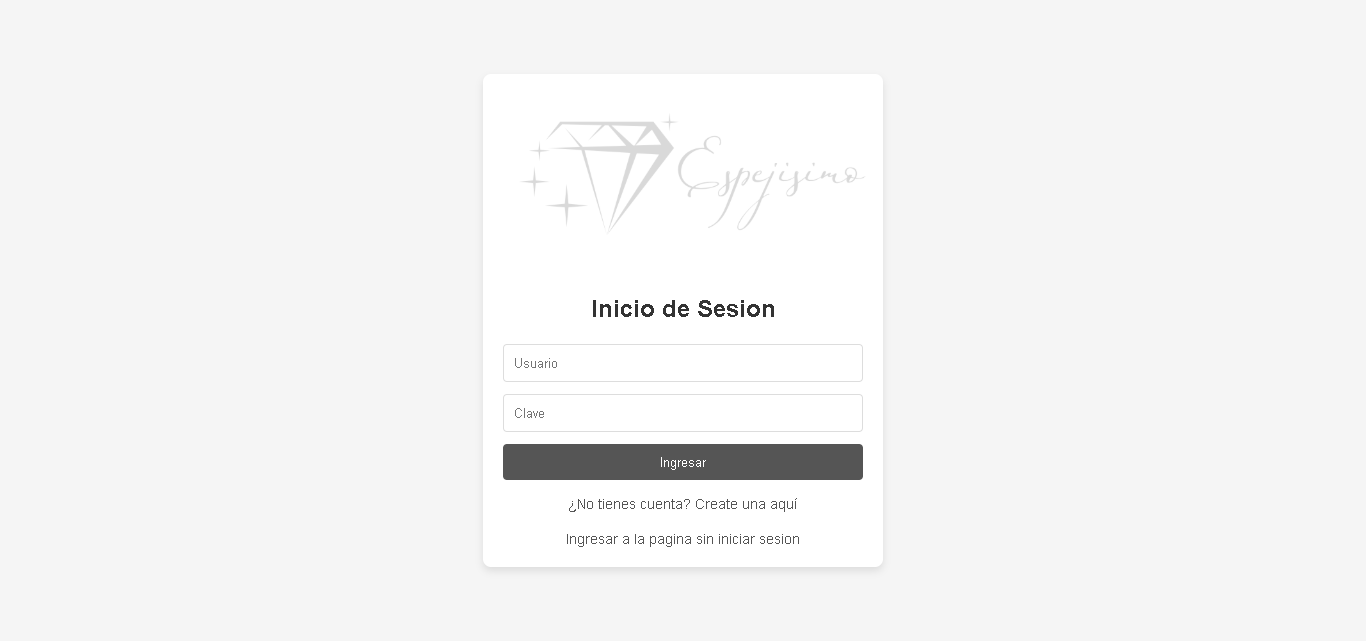 Espejisimo
Inicio de Sesion
Usuario
Clave
Ingresar
¿No tienes cuenta? Create una aquí
Ingresar a la pagina sin iniciar sesion